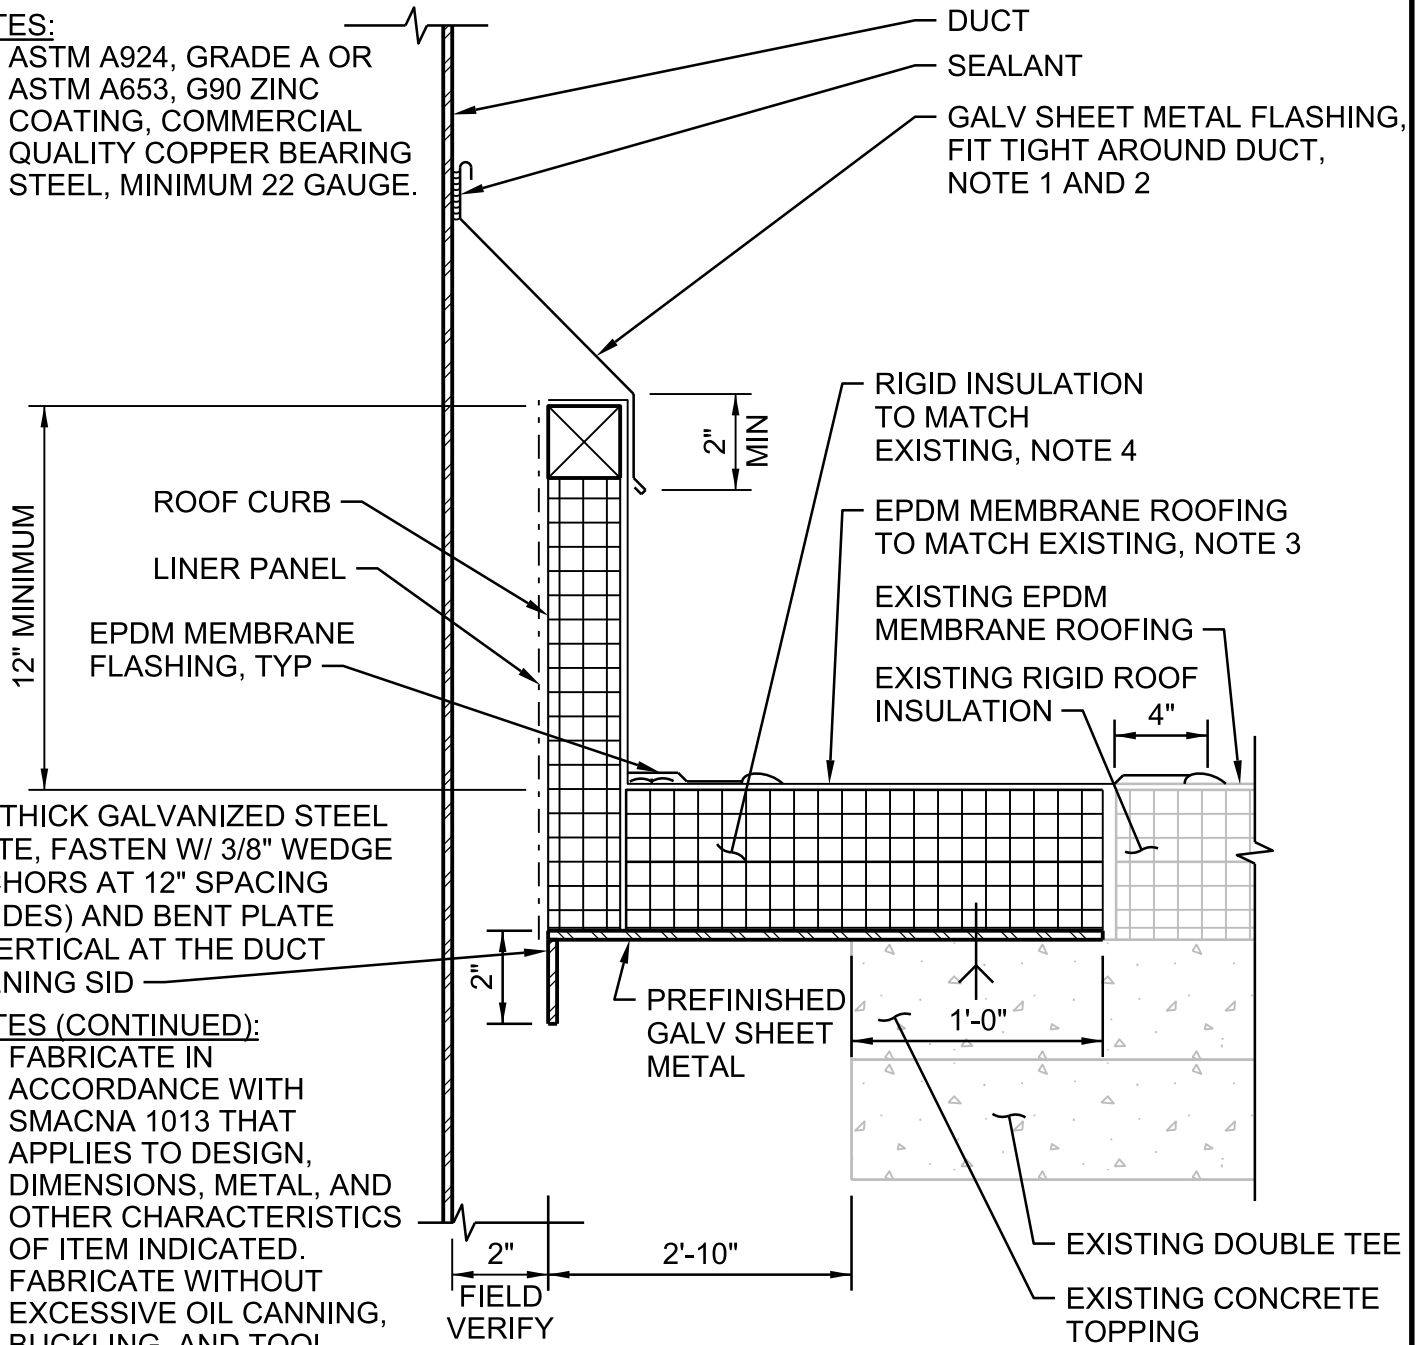 TES:
ASTM A924, GRADE A OR
ASTM A653, G90 ZINC
COATING, COMMERCIAL
QUALITY COPPER BEARING
STEEL, MINIMUM 22 GAUGE.
DUCT
SEALANT
GALV SHEET METAL FLASHING,
FIT TIGHT AROUND DUCT,
NOTE 1 AND 2
RIGID INSULATION
TO MATCH
EXISTING, NOTE 4
2"
MIN
EPDM MEMBRANE ROOFING
TO MATCH EXISTING, NOTE 3
EXISTING EPDM
MEMBRANE ROOFING
EXISTING RIGID ROOF
INSULATION
4"
12" MINIMUM
ROOF CURB
LINER PANEL
EPDM MEMBRANE
FLASHING, TYP
THICK GALVANIZED STEEL
TE, FASTEN W/ 3/8" WEDGE
CHORS AT 12" SPACING
DES) AND BENT PLATE
ERTICAL AT THE DUCT
ENING SID
2"
PREFINISHED
GALV SHEET
METAL
1'-0"
TES (CONTINUED):
FABRICATE IN
ACCORDANCE WITH
SMACNA 1013 THAT
APPLIES TO DESIGN,
DIMENSIONS, METAL, AND
OTHER CHARACTERISTICS
OF ITEM INDICATED.
FABRICATE WITHOUT
EXCESSIVE OIL CANNING,
BUCKLING, AND TOOL
2"
FIELD
VERIFY
2'-10"
EXISTING DOUBLE TEE
EXISTING CONCRETE
TOPPING